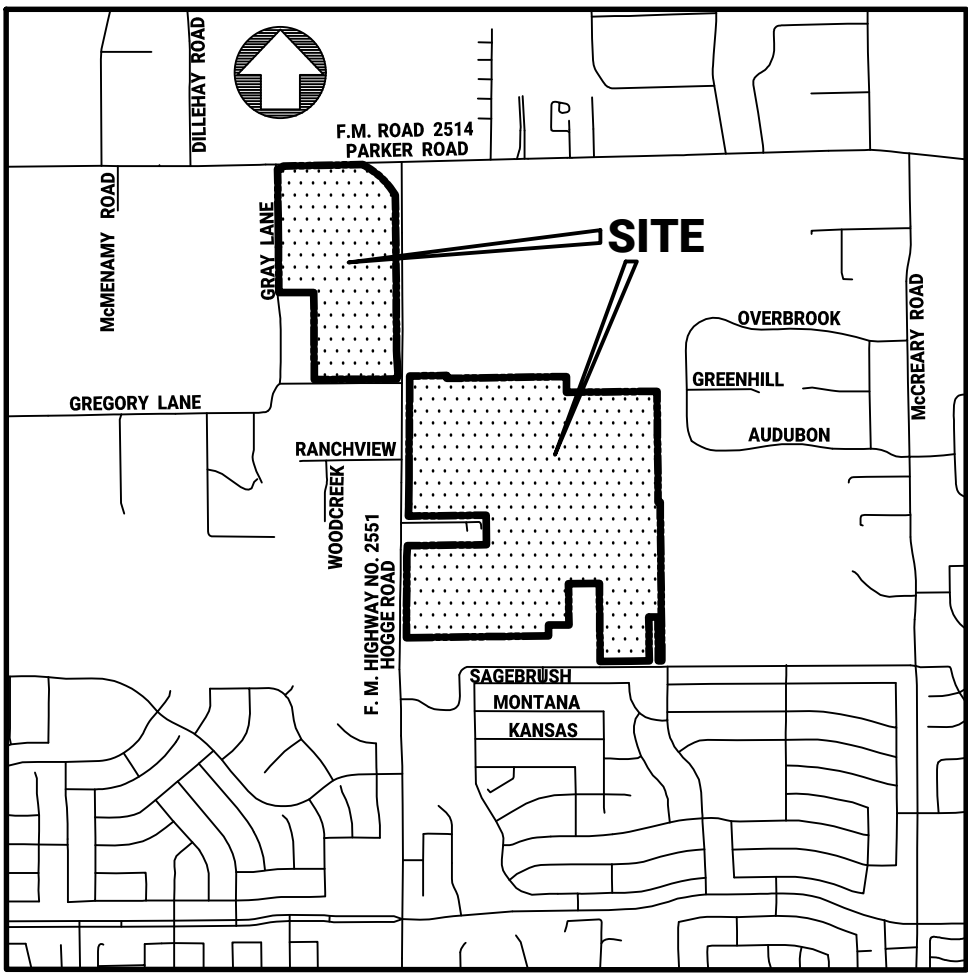 DILLEHAY ROAD
F.M. ROAD 2514
PARKER ROAD
McMENAMY ROAD
GRAY LANE
SITE
OVERBROOK
McCREARY ROAD
GREENHILL
GREGORY LANE
AUDUBON
RANCHVIEW
WOODCREEK
F. M. HIGHWAY NO. 2551
HOGGE ROAD
SAGEBRUSH
MONTANA
KANSAS